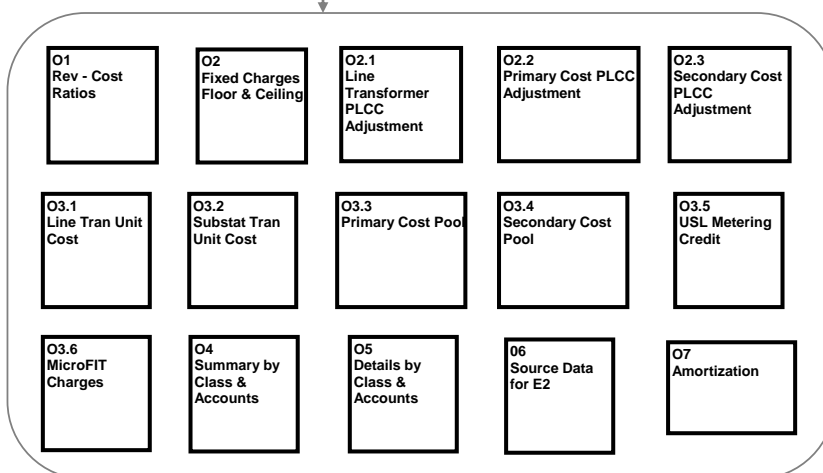 O1
Rev - Cost
Ratios
O2
Fixed Charges
Floor & Ceiling
O2.1
Line
Transformer
PLCC
Adjustment
O2.2
Primary Cost PLCC
Adjustment
O2.3
Secondary Cost
PLCC
Adjustment
O3.1
Line Tran Unit
Cost
O3.2
Substat Tran
Unit Cost
O3.3
Primary Cost Pool
O3.4
Secondary Cost
Pool
O3.5
USL Metering
Credit
O3.6
MicroFIT
Charges
O4
Summary by
Class &
Accounts
O5
Details by
Class &
Accounts
06
Source Data
for E2
O7
Amortization